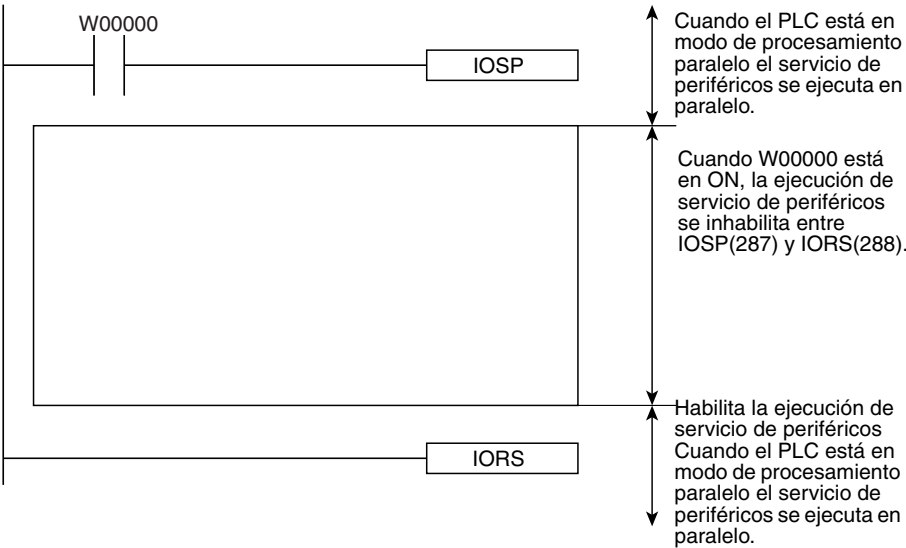 W00000
IOSP
Cuando el PLC está en
modo de procesamiento
paralelo el servicio de
periféricos se ejecuta en
paralelo.
Cuando W00000 está
en ON, la ejecución de
servicio de periféricos
se inhabilita entre
IOSP(287) y IORS(288).
IORS
Habilita la ejecución de
servicio de periféricos
Cuando el PLC está en
modo de procesamiento
paralelo el servicio de
periféricos se ejecuta en
paralelo.